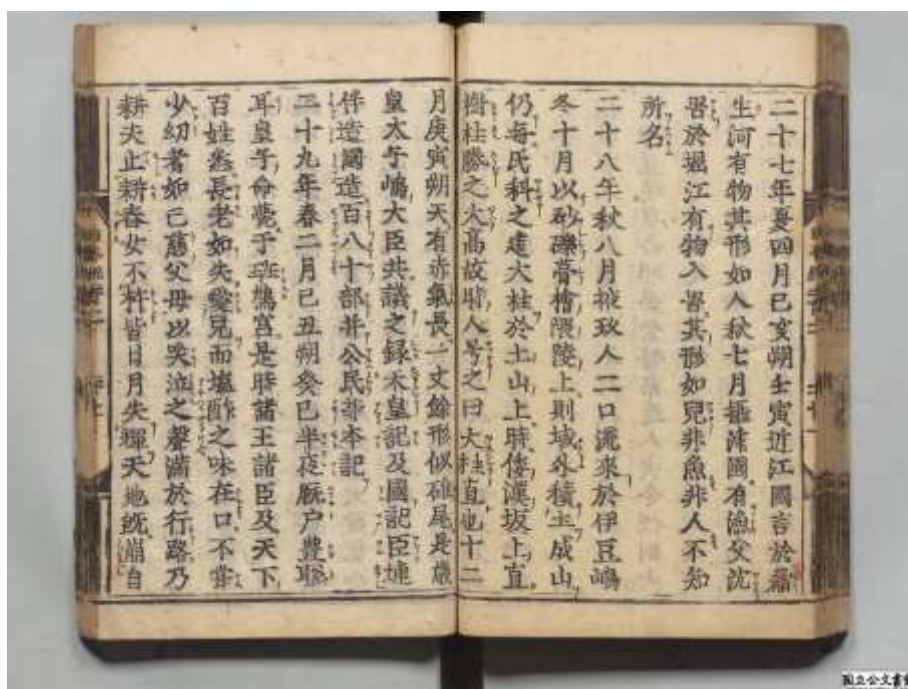 二十七年夏四月己亥朔壬寅近江國言於蒲
生河有物其形如人秋七月攝津國有漁父沈
罟於堀江有物入罟其形如兒非魚非人不知
所名
二十八年秋八月掖玖人二口流來於伊豆嶋
冬十月以砂礫葺檜隈陵上則域外積土成山
仍每氏科之建大柱於土山上時倭漢坂上直
樹柱勝之太高故時人号之曰大柱直也十二
月庚寅朔天有赤氣長一丈餘形似雉尾是歲
皇太子嶋大臣共議之録天皇記及國記臣連
伴造國造百八十部并公民等本記
二十九年春二月己丑朔癸巳半夜厩戸豊聰
耳皇子命薨于斑鳩宮是時諸王諸臣及天下
百姓悉長老如失愛兒而塩酢之味在口不嘗
少幼者如亡慈父母以哭泣之聲滿於行路乃
耕夫止耕舂女不杵皆曰月失輝天地既崩自
国立公文書館